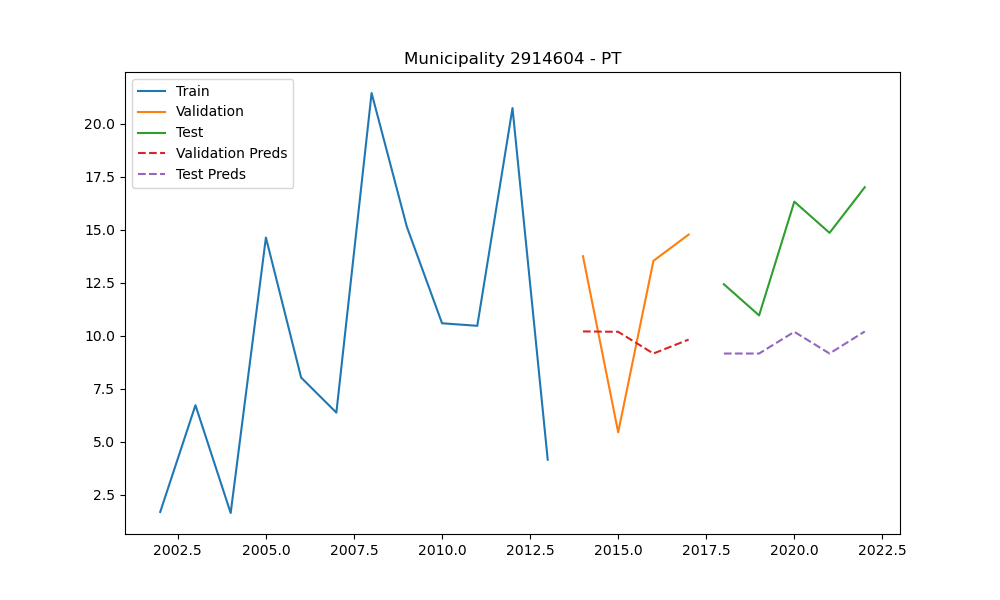 Municipality 2914604 - PT
Train
Validation
Test
Validation Preds
Test Preds
20.0
17.5
15.0
12.5
10.0
7.5
5.0
2.5
2002.5 2005.0 2007.5 2010.0 2012.5 2015.0 2017.5 2020.0 2022.5